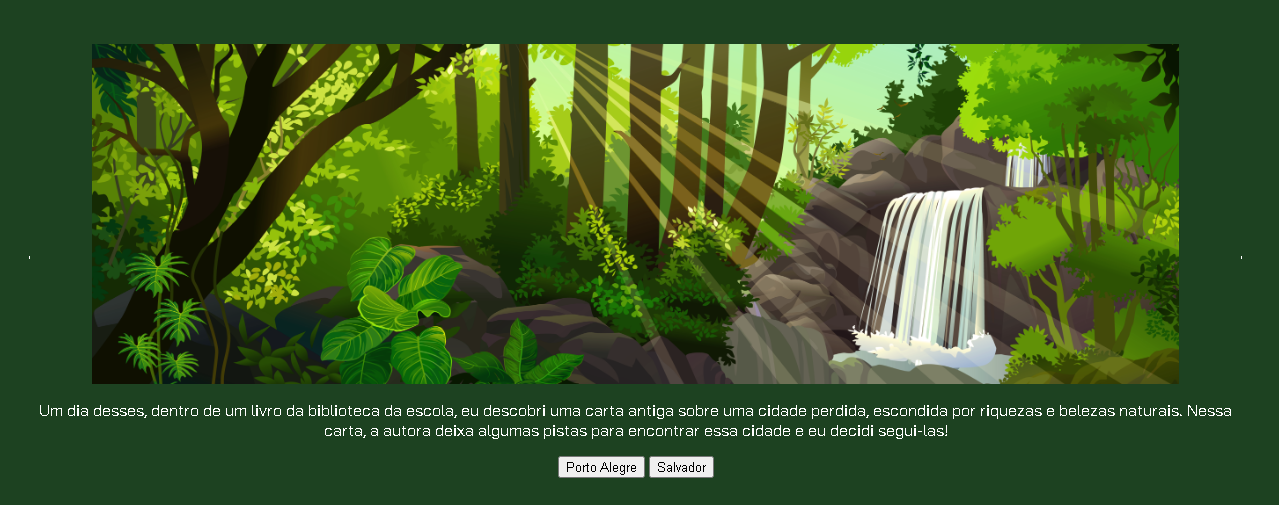 Um dia desses, dentro de um livro da biblioteca da escola, eu descobri uma carta antiga sobre uma cidade perdida, escondida por riquezas e belezas naturais. Nessa
carta, a autora deixa algumas pistas para encontrar essa cidade e eu decidi segui-las!
Porto Alegre Salvador